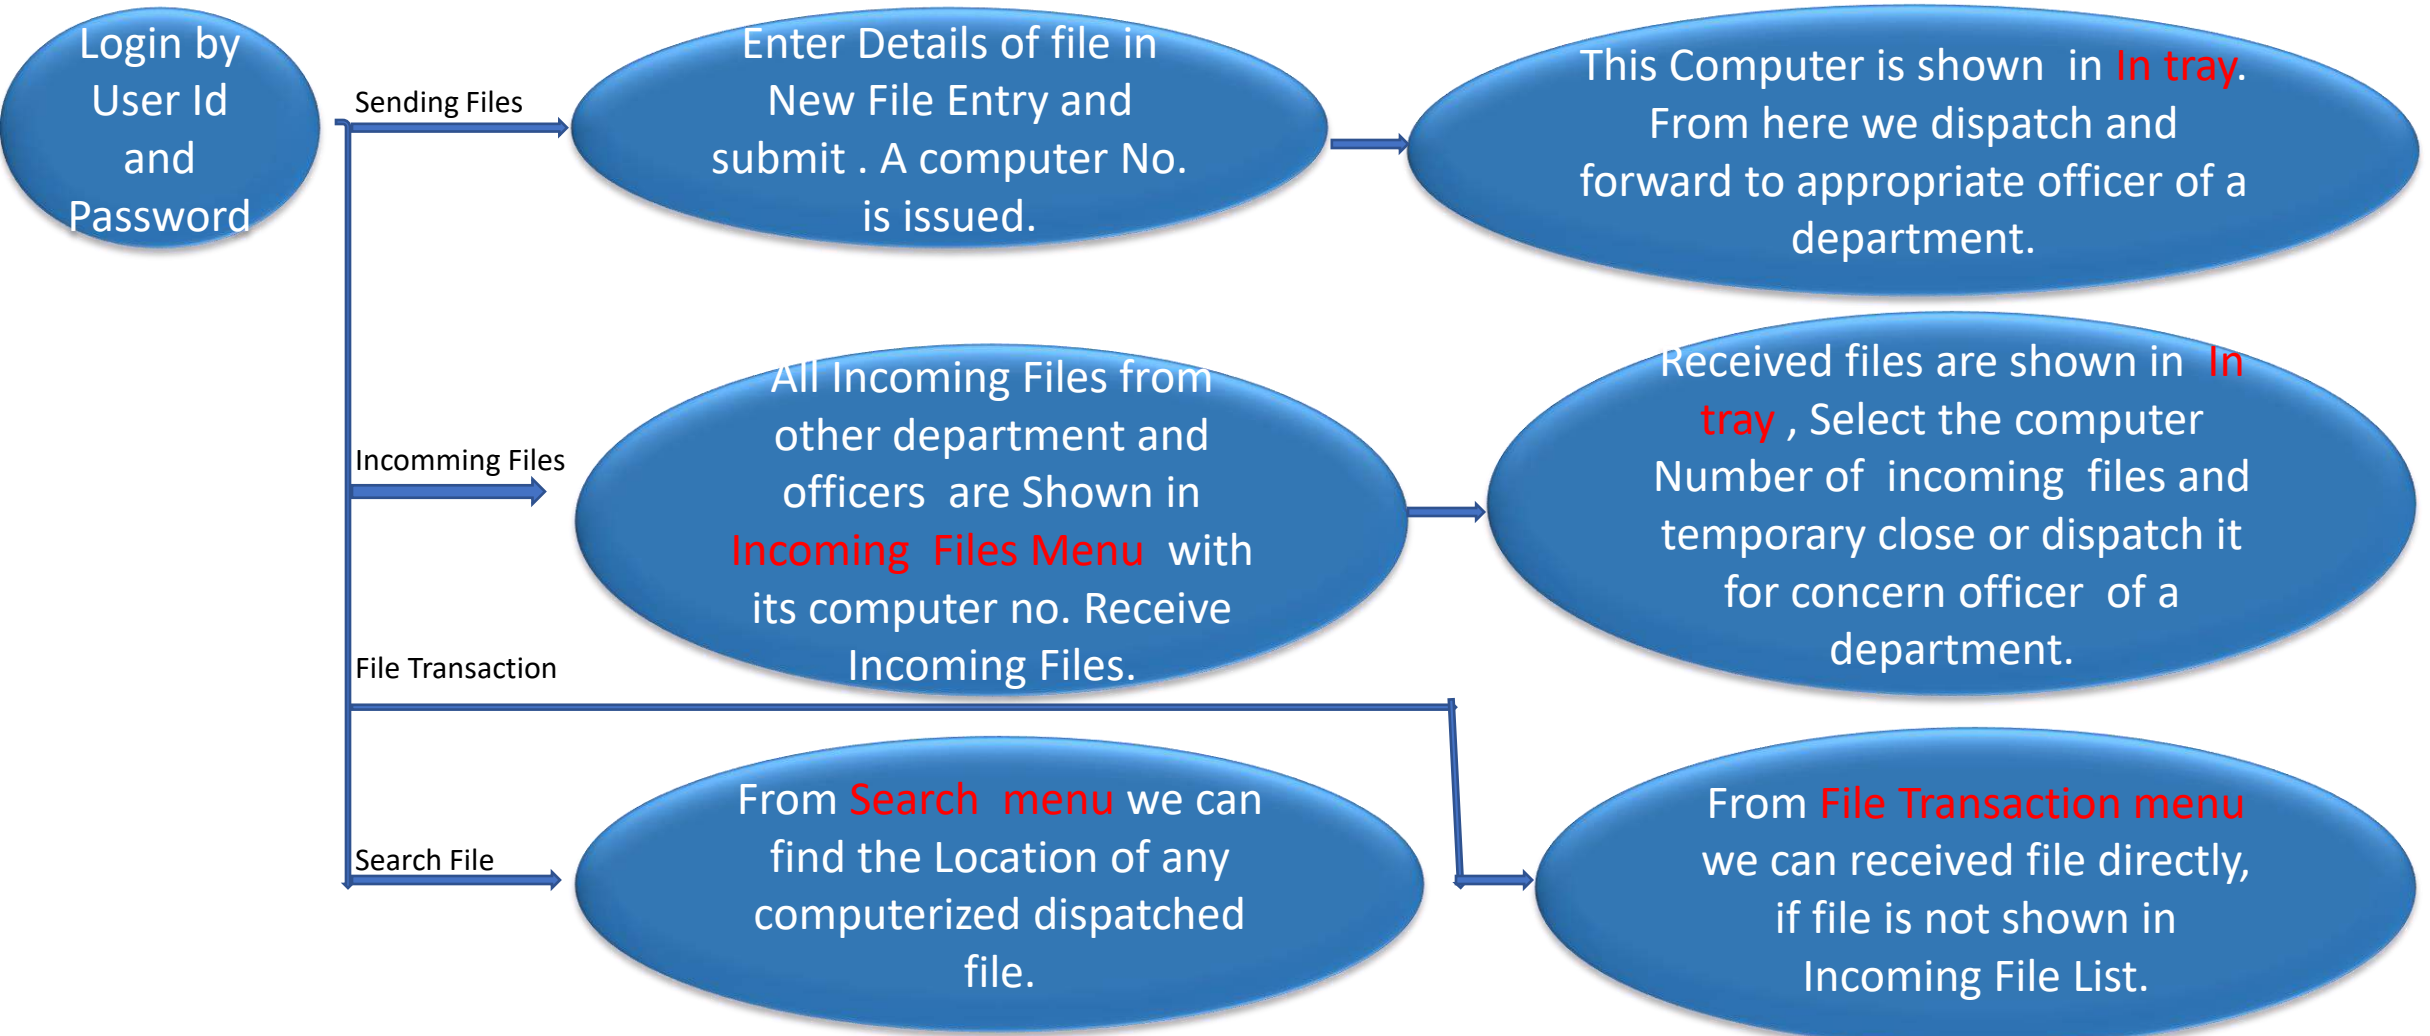 Login by
User Id
and
Password
Sending Files
Enter Details of file in
New File Entry and
submit . A computer No.
is issued.
This Computer is shown in In tray.
From here we dispatch and
forward to appropriate officer of a
department.
Incomming Files
All Incoming Files from
other department and
officers are Shown in
Incoming Files Menu with
its computer no. Receive
Incoming Files.
Received files are shown in In
tray , Select the computer
Number of incoming files and
temporary close or dispatch it
for concern officer of a
department.
File Transaction
From File Transaction menu
we can received file directly,
if file is not shown in
Incoming File List.
Search File
From Search menu we can
find the Location of any
computerized dispatched
file.